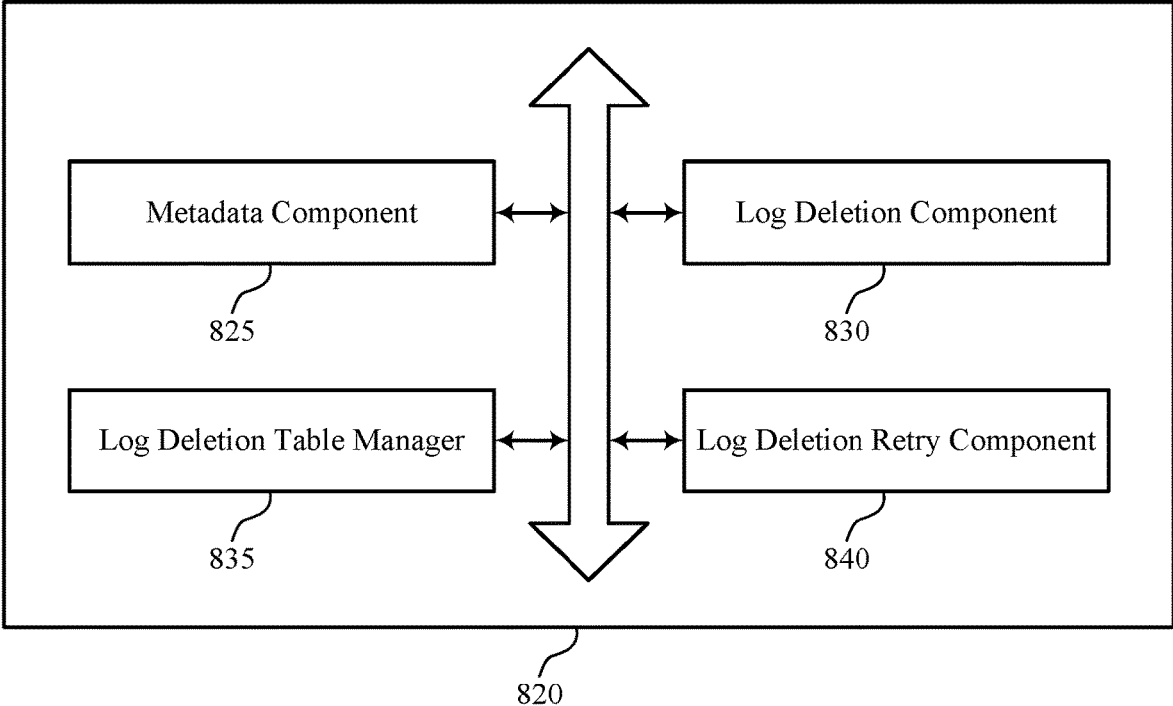 Metadata Component
Log Deletion Component
825
830
Log Deletion Table Manager
Log Deletion Retry Component
835
840
820